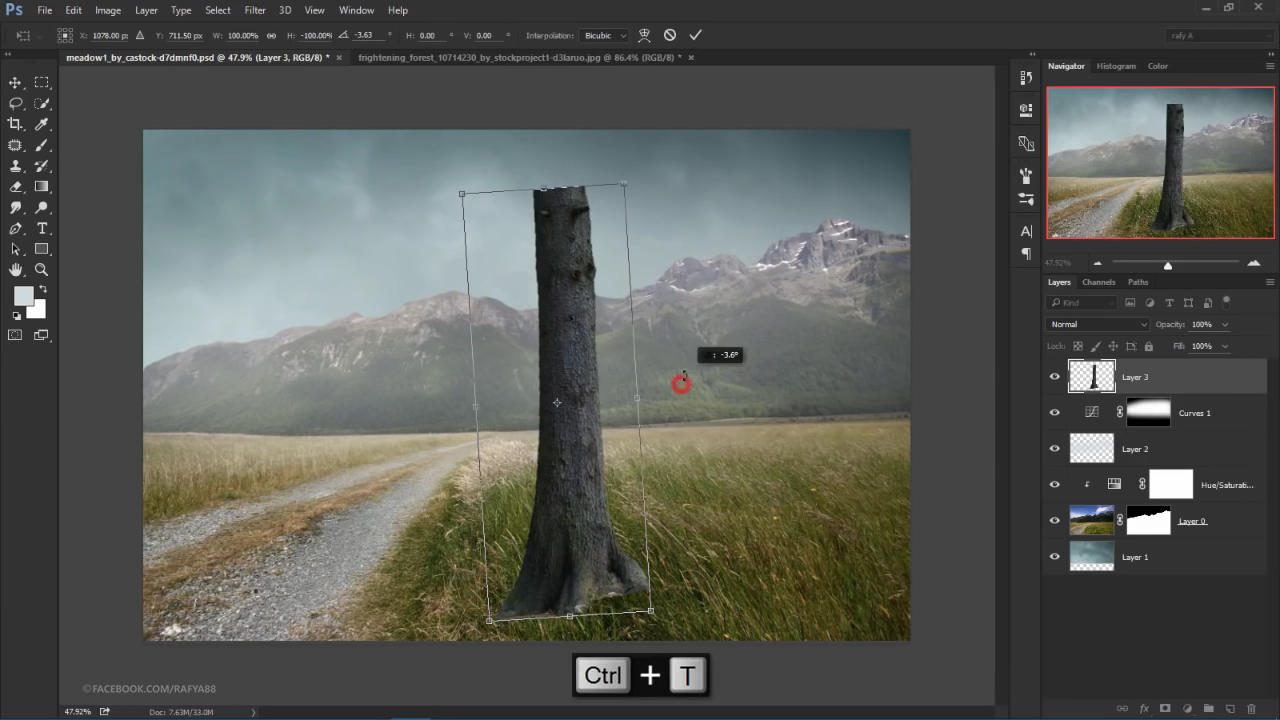 Ps File Edit Image Layer Type Select Filter 3D View Window Help
X: 1078.00 px Y: 711.50 px W: 100.00% H: -100.00% -3.63 ° H: 0.00 ° V: 0.00 ° Interpolation: Bicubic rafy A
meadow1_by_castock-d7dmnf0.psd @ 47.9% (Layer 3, RGB/8) * × frightening_forest_10714230_by_stockproject1-d3laruo.jpg @ 86.4% (RGB/8) * ×
Navigator Histogram Color
47.92%
Layers Channels Paths
Kind
Normal Opacity: 100%
Lock: Fill: 100%
Layer 3
Curves 1
Layer 2
Hue/Saturati...
Layer 0
Layer 1
: -3.6°
Ctrl + T
©FACEBOOK.COM/RAFYA88
47.92% Doc: 7.63M/33.0M